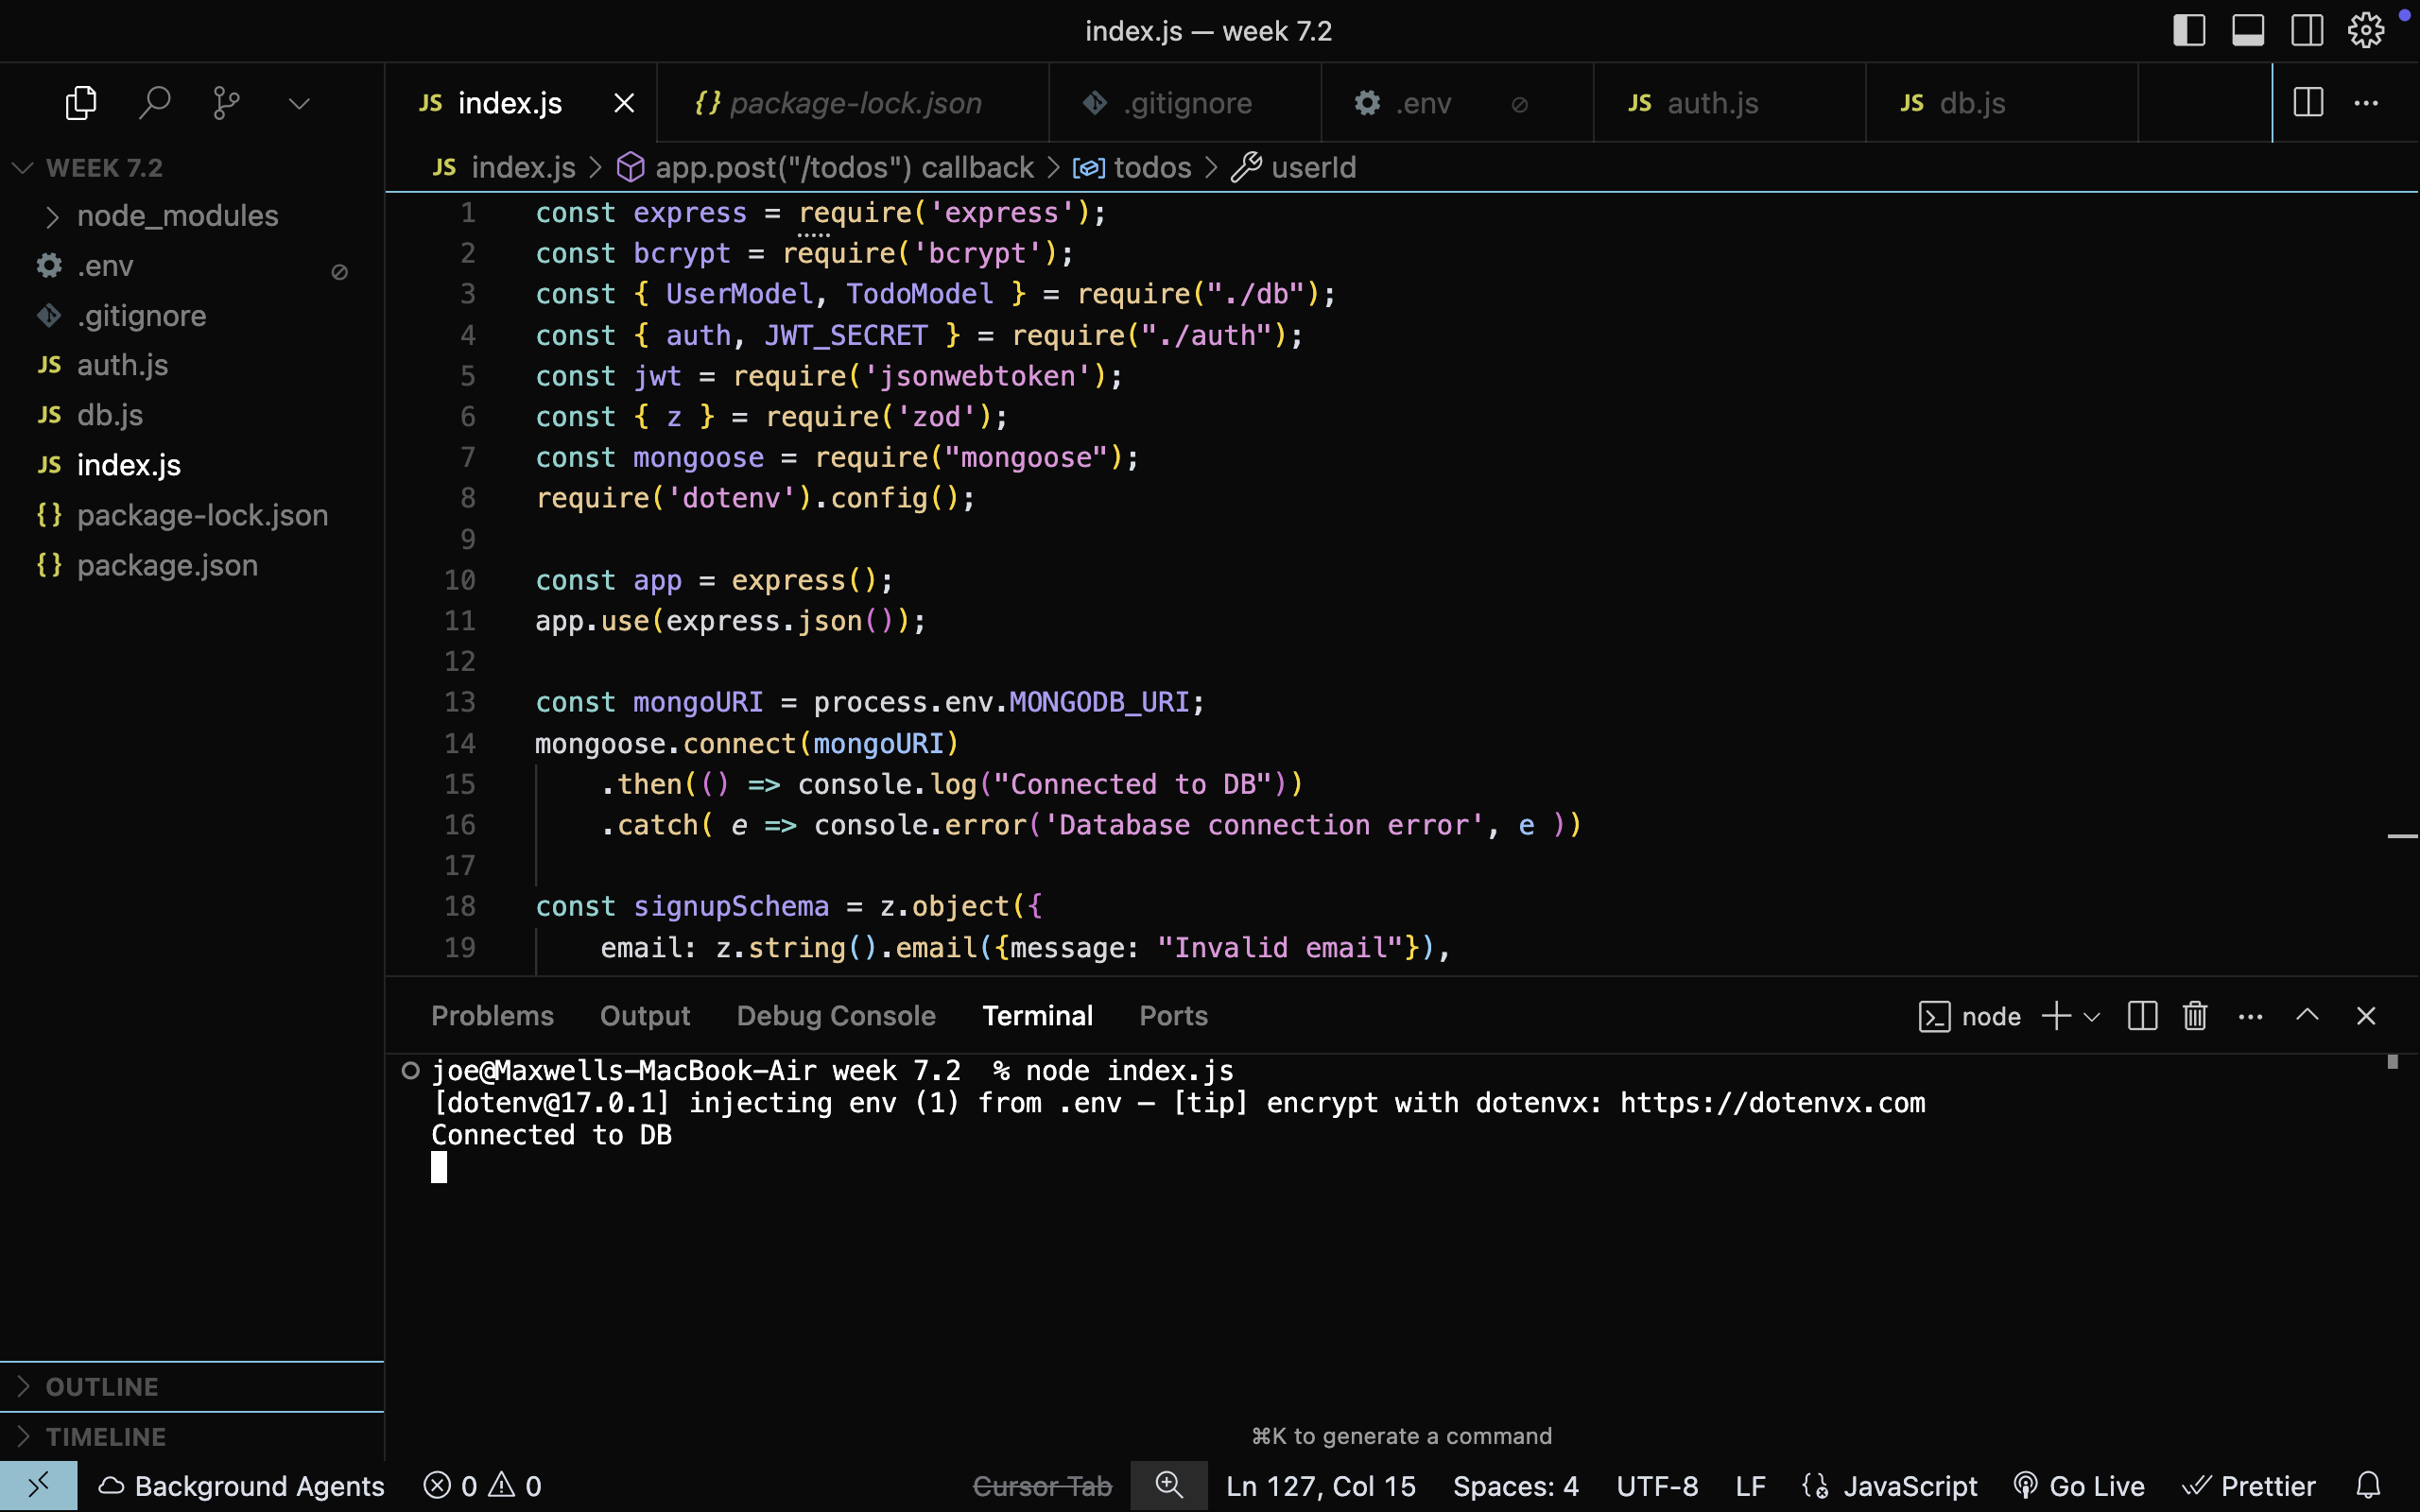 index.js — week 7.2
JS index.js
{} package-lock.json
.gitignore
.env
JS auth.js
JS db.js
WEEK 7.2
node_modules
.env
.gitignore
JS auth.js
JS db.js
JS index.js
{} package-lock.json
{} package.json
OUTLINE
TIMELINE
JS index.js > app.post("/todos") callback > todos > userId
1 const express = require('express');
2 const bcrypt = require('bcrypt');
3 const { UserModel, TodoModel } = require("./db");
4 const { auth, JWT_SECRET } = require("./auth");
5 const jwt = require('jsonwebtoken');
6 const { z } = require('zod');
7 const mongoose = require("mongoose");
8 require('dotenv').config();
9
10 const app = express();
11 app.use(express.json());
12
13 const mongoURI = process.env.MONGODB_URI;
14 mongoose.connect(mongoURI)
15 .then(() => console.log("Connected to DB"))
16 .catch( e => console.error('Database connection error', e ))
17
18 const signupSchema = z.object({
19 email: z.string().email({message: "Invalid email"}),
Problems Output Debug Console Terminal Ports
node
joe@Maxwells-MacBook-Air week 7.2 % node index.js
[dotenv@17.0.1] injecting env (1) from .env – [tip] encrypt with dotenvx: https://dotenvx.com
Connected to DB
⌘K to generate a command
Background Agents 0 0 Cursor Tab Ln 127, Col 15 Spaces: 4 UTF-8 LF JavaScript Go Live Prettier